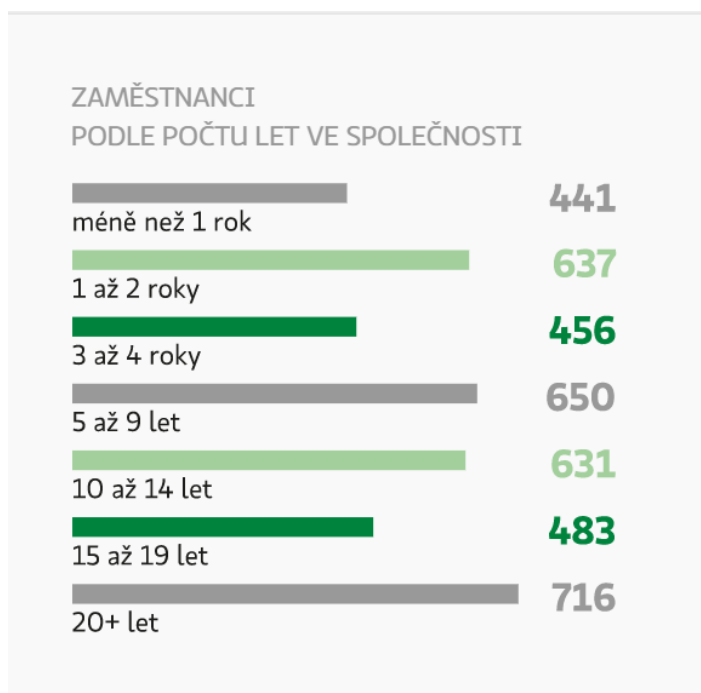 ZAMĚSTNANCI
PODLE POČTU LET VE SPOLEČNOSTI
441
méně než 1 rok
637
1 až 2 roky
456
3 až 4 roky
650
5 až 9 let
631
10 až 14 let
483
15 až 19 let
716
20+ let